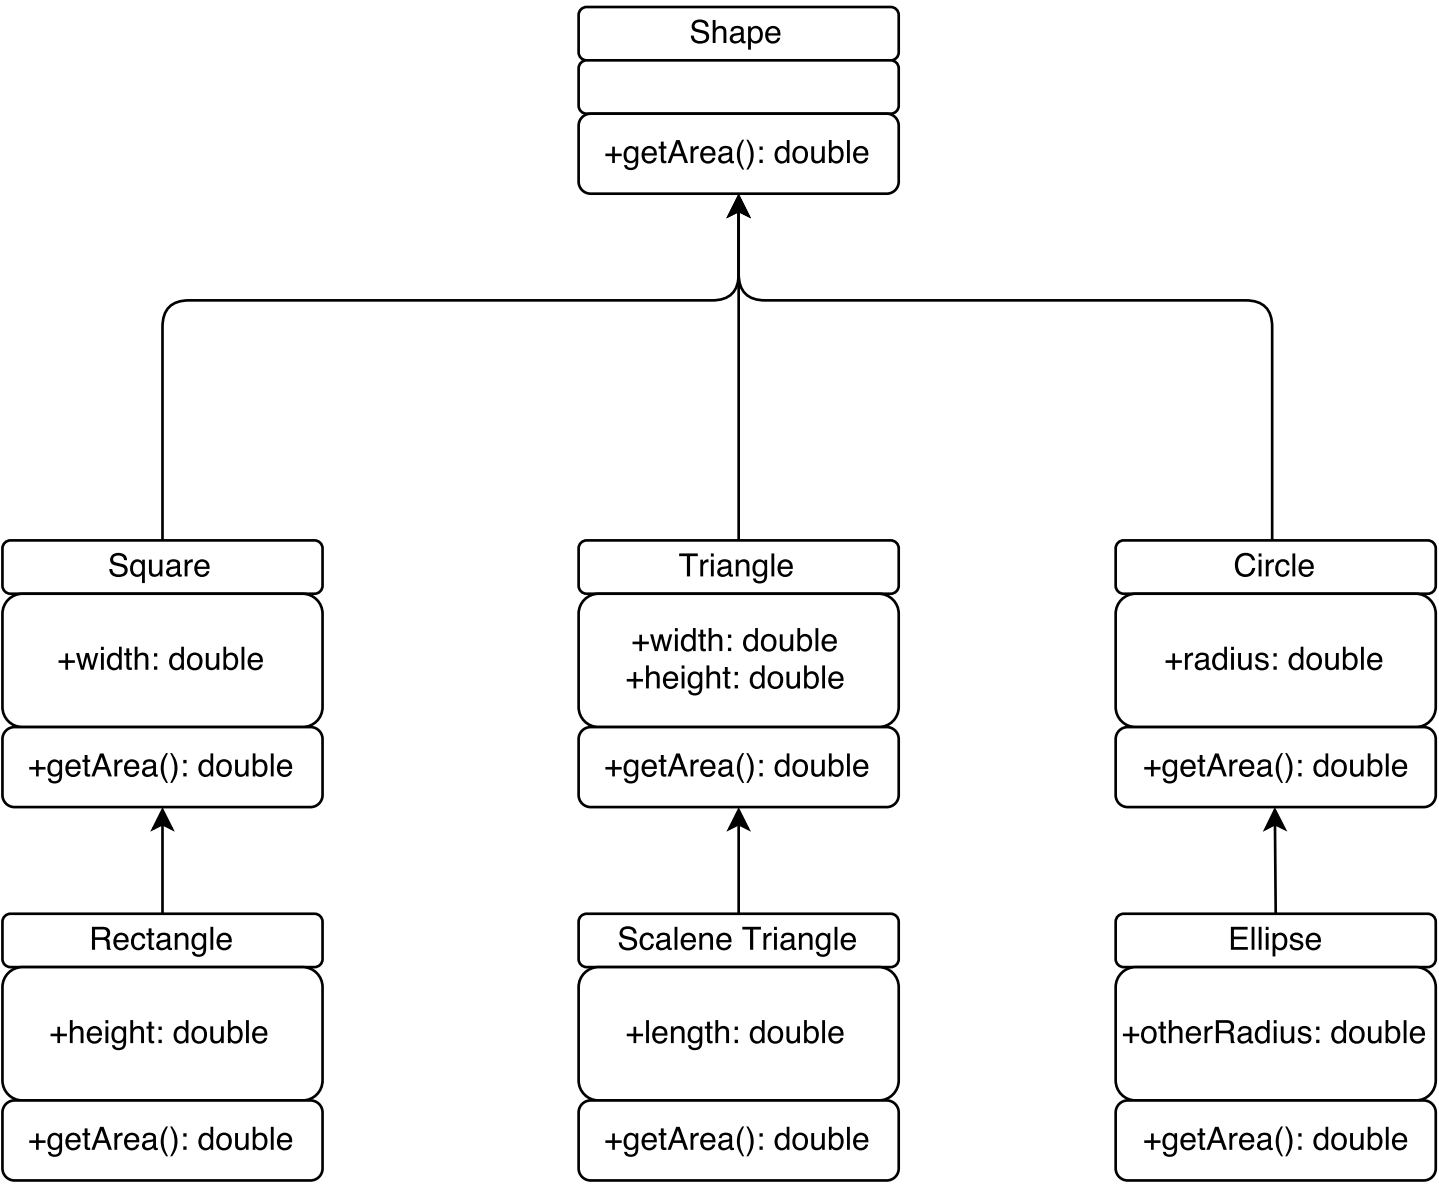 Shape
+getArea(): double
Square
+width: double
+getArea(): double
Triangle
+width: double
+height: double
+getArea(): double
Circle
+radius: double
+getArea(): double
Rectangle
+height: double
+getArea(): double
Scalene Triangle
+length: double
+getArea(): double
Ellipse
+otherRadius: double
+getArea(): double